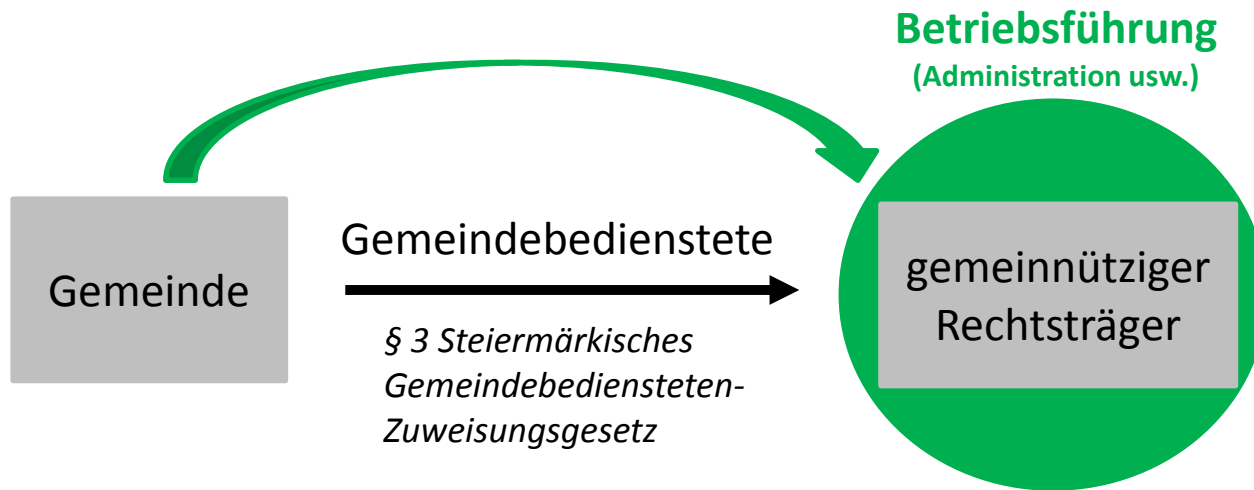 Betriebsführung
(Administration usw.)
Gemeinde
Gemeindebedienstete
§ 3 Steiermärkisches
Gemeindebediensteten-
Zuweisungsgesetz
gemeinnütziger
Rechtsträger